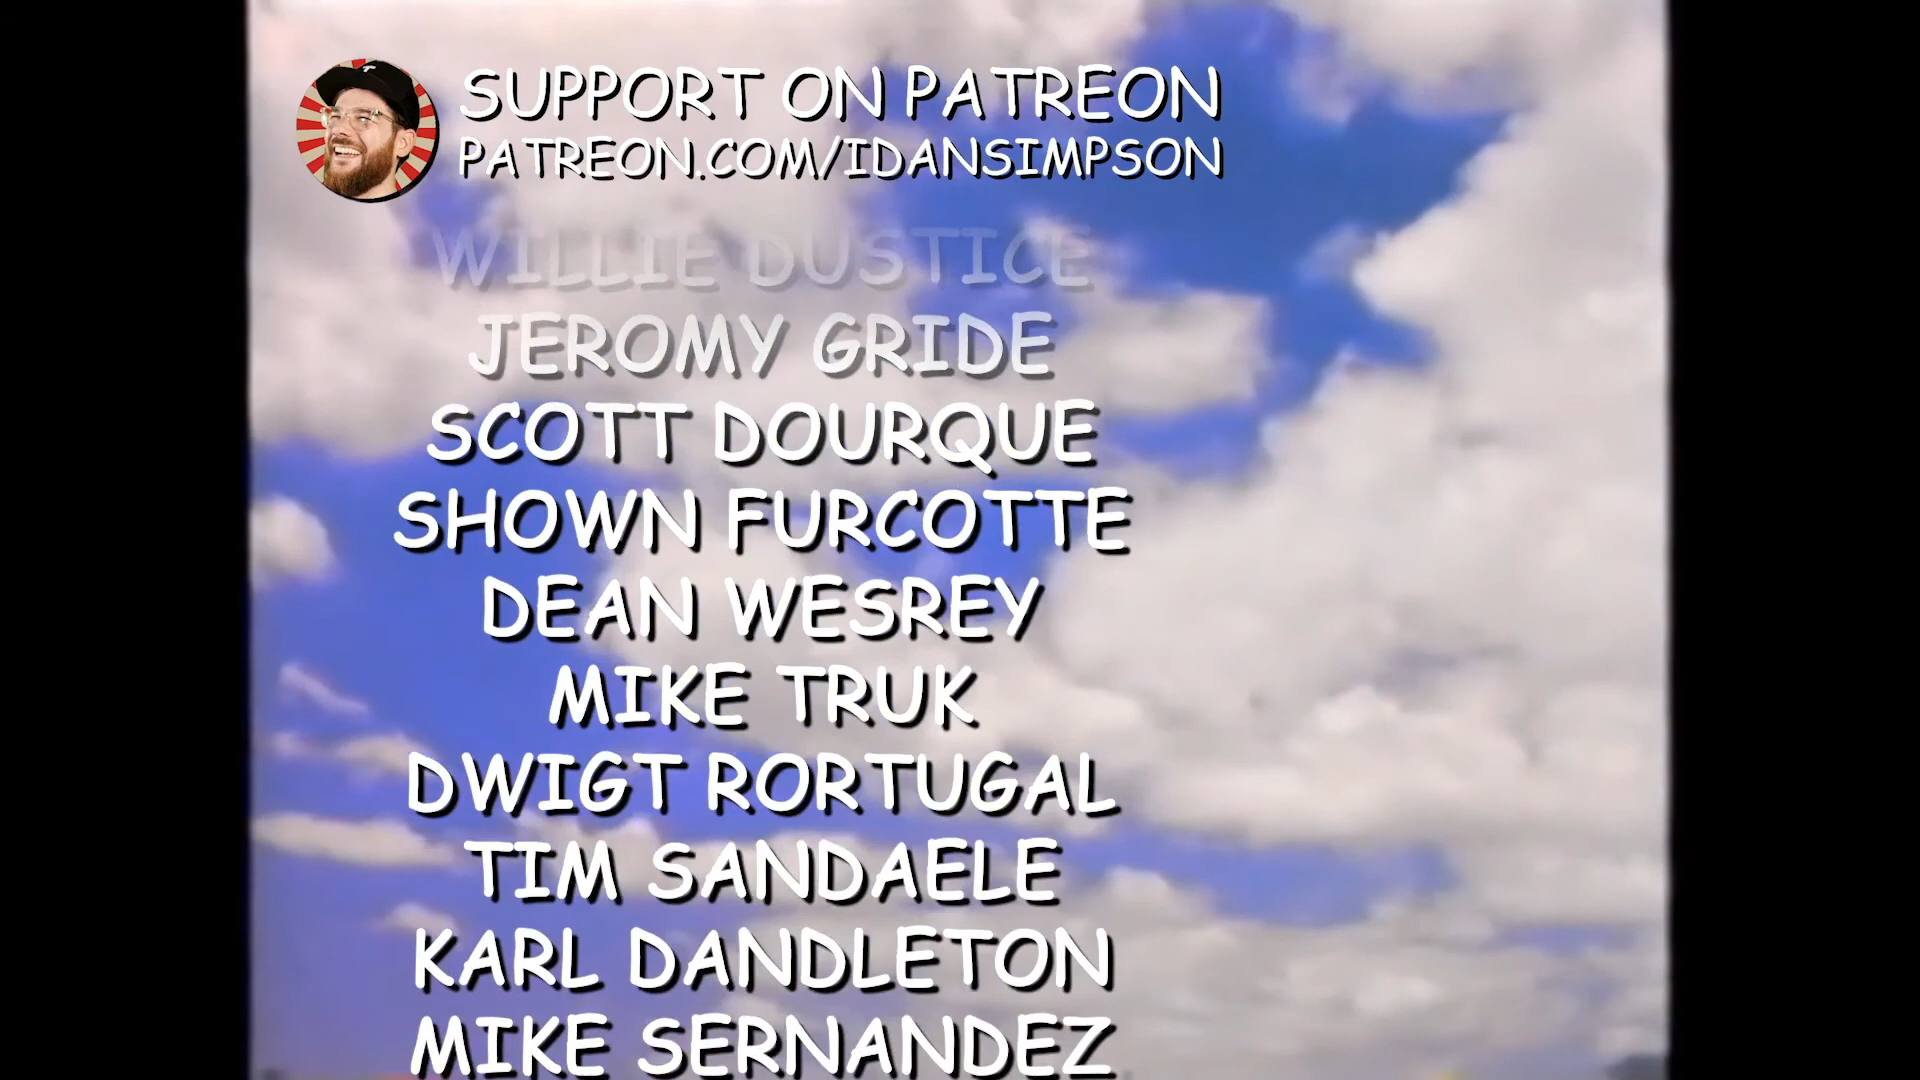 SUPPORT ON PATREON
PATREON.COM/IDANSIMPSON
WILLIE DUSTICE
JEROMY GRIDE
SCOTT DOURQUE
SHOWN FURCOTTE
DEAN WESREY
MIKE TRUK
DWIGT RORTUGAL
TIM SANDAELE
KARL DANDLETON
MIKE SERNANDEZ